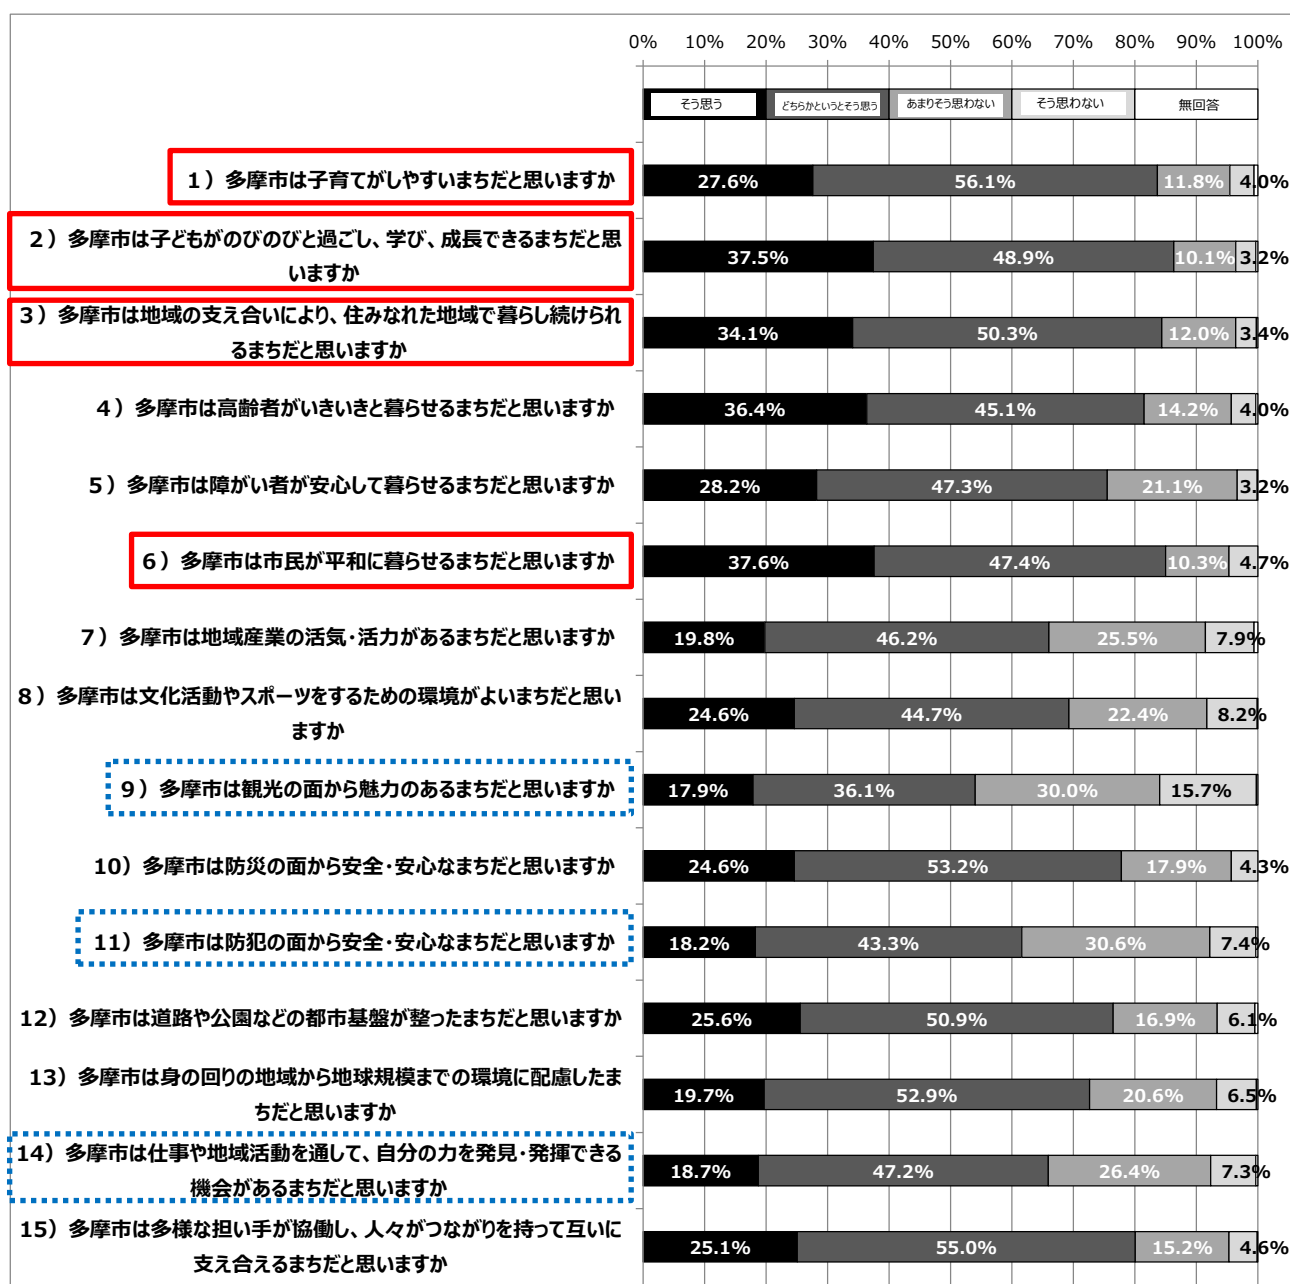 0% 10% 20% 30% 40% 50% 60% 70% 80% 90% 100%
そう思う どちらかというとそう思う あまりそう思わない そう思わない 無回答
1）多摩市は子育てがしやすいまちだと思いますか
27.6% 56.1% 11.8% 4.0%
2）多摩市は子どもがのびのびと過ごし、学び、成長できるまちだと思
いますか
37.5% 48.9% 10.1% 3.2%
3）多摩市は地域の支え合いにより、住みなれた地域で暮らし続けられ
るまちだと思いますか
34.1% 50.3% 12.0% 3.4%
4）多摩市は高齢者がいきいきと暮らせるまちだと思いますか
36.4% 45.1% 14.2% 4.0%
5）多摩市は障がい者が安心して暮らせるまちだと思いますか
28.2% 47.3% 21.1% 3.2%
6）多摩市は市民が平和に暮らせるまちだと思いますか
37.6% 47.4% 10.3% 4.7%
7）多摩市は地域産業の活気・活力があるまちだと思いますか
19.8% 46.2% 25.5% 7.9%
8）多摩市は文化活動やスポーツをするための環境がよいまちだと思い
ますか
24.6% 44.7% 22.4% 8.2%
9）多摩市は観光の面から魅力のあるまちだと思いますか
17.9% 36.1% 30.0% 15.7%
10）多摩市は防災の面から安全・安心なまちだと思いますか
24.6% 53.2% 17.9% 4.3%
11）多摩市は防犯の面から安全・安心なまちだと思いますか
18.2% 43.3% 30.6% 7.4%
12）多摩市は道路や公園などの都市基盤が整ったまちだと思いますか
25.6% 50.9% 16.9% 6.1%
13）多摩市は身の回りの地域から地球規模までの環境に配慮したま
ちだと思いますか
19.7% 52.9% 20.6% 6.5%
14）多摩市は仕事や地域活動を通して、自分の力を発見・発揮できる
機会があるまちだと思いますか
18.7% 47.2% 26.4% 7.3%
15）多摩市は多様な担い手が協働し、人々がつながりを持って互いに
支え合えるまちだと思いますか
25.1% 55.0% 15.2% 4.6%